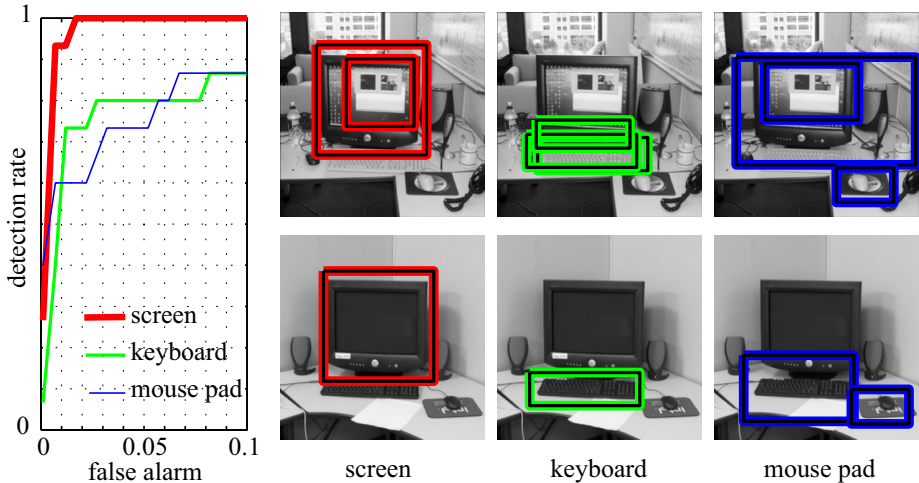 1
detection rate
screen
keyboard
mouse pad
0
0 0.05 0.1
false alarm
screen keyboard mouse pad